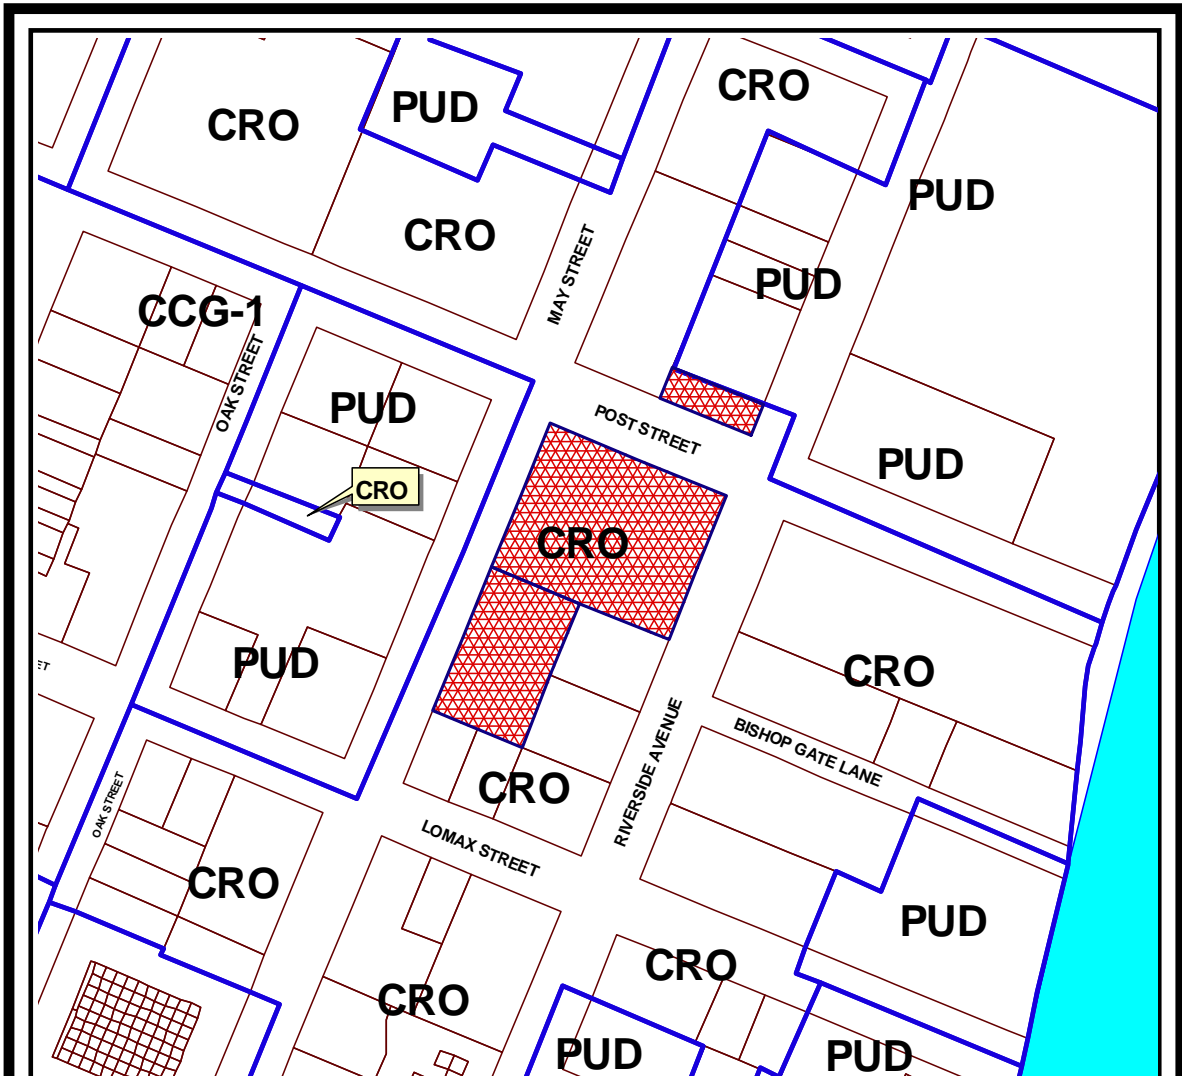 CRO
PUD
CRO
PUD
CRO
MAY STREET
PUD
CCG-1
OAK STREET
PUD
POST STREET
PUD
CRO
CRO
PUD
ET
CRO
RIVERSIDE AVENUE
BISHOP GATE LANE
OAK STREET
CRO
LOMAX STREET
CRO
PUD
CRO
CRO
PUD
PUD